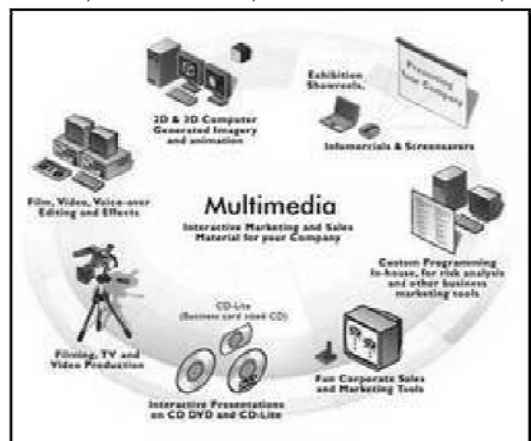 Presenting
Your Company
Exhibition
Showreels,
Infomercials & Screensavers
2D & 3D Computer
Generated Imagery
and animation
Film, Video, Voice-over
Editing and Effects
Multimedia
Interactive Marketing and Sales
Material for your Company
Custom Programming
In-house, for risk analysis
and other business
marketing tools
CD-Lite
(Business card sized CD)
Filming, TV and
Video Production
Fun Corporate Sales
and Marketing Tools
Interactive Presentations
on CD DYD and CD-Lite